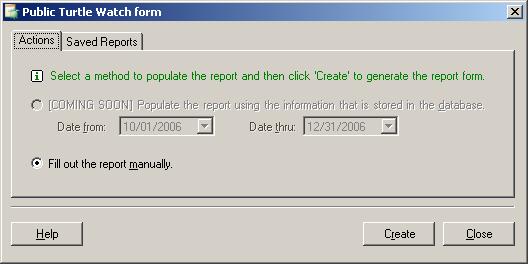 Public Turtle Watch form
Actions Saved Reports
Select a method to populate the report and then click 'Create' to generate the report form.
[COMING SOON] Populate the report using the information that is stored in the database.
Date from: 10/01/2006 Date thru: 12/31/2006
Fill out the report manually.
Help Create Close